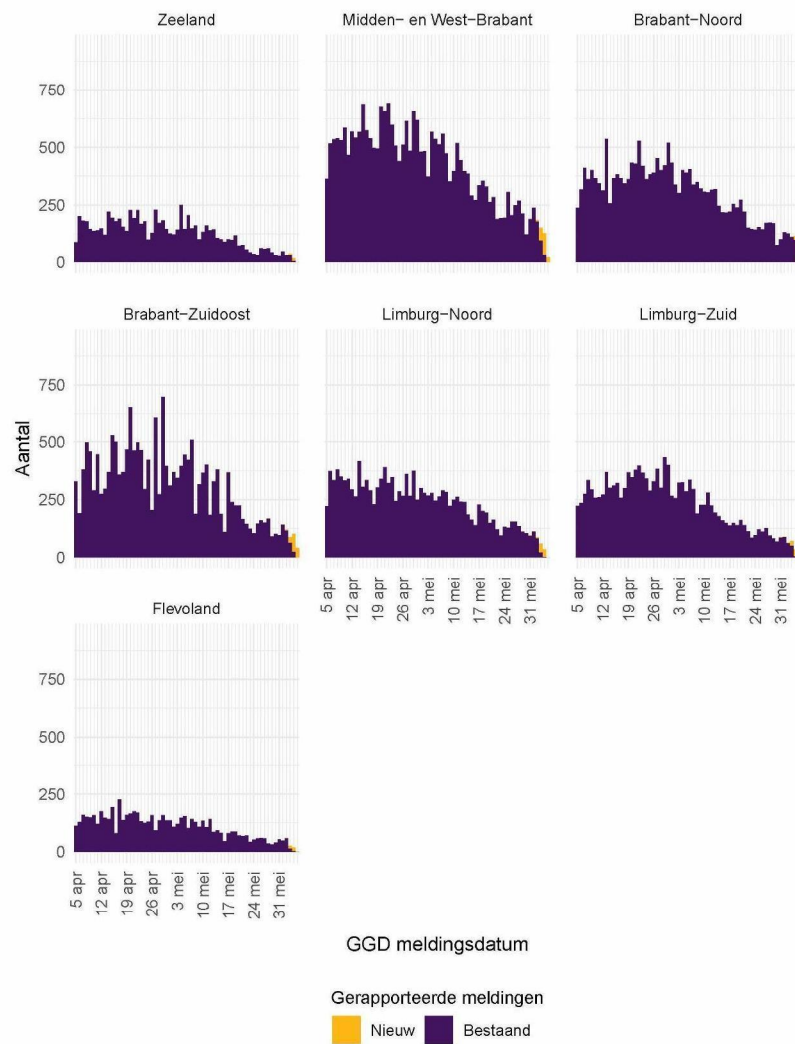 Zeeland
Midden- en West-Brabant
Brabant-Noord
750
500
250
0
Brabant-Zuidoost
Limburg-Noord
Limburg-Zuid
Aantal
750
500
250
0
5 apr
12 apr
19 apr
26 apr
3 mei
10 mei
17 mei
24 mei
31 mei
5 apr
12 apr
19 apr
26 apr
3 mei
10 mei
17 mei
24 mei
31 mei
Flevoland
750
500
250
0
5 apr
12 apr
19 apr
26 apr
3 mei
10 mei
17 mei
24 mei
31 mei
GGD meldingsdatum
Gerapporteerde meldingen
Nieuw
Bestaand